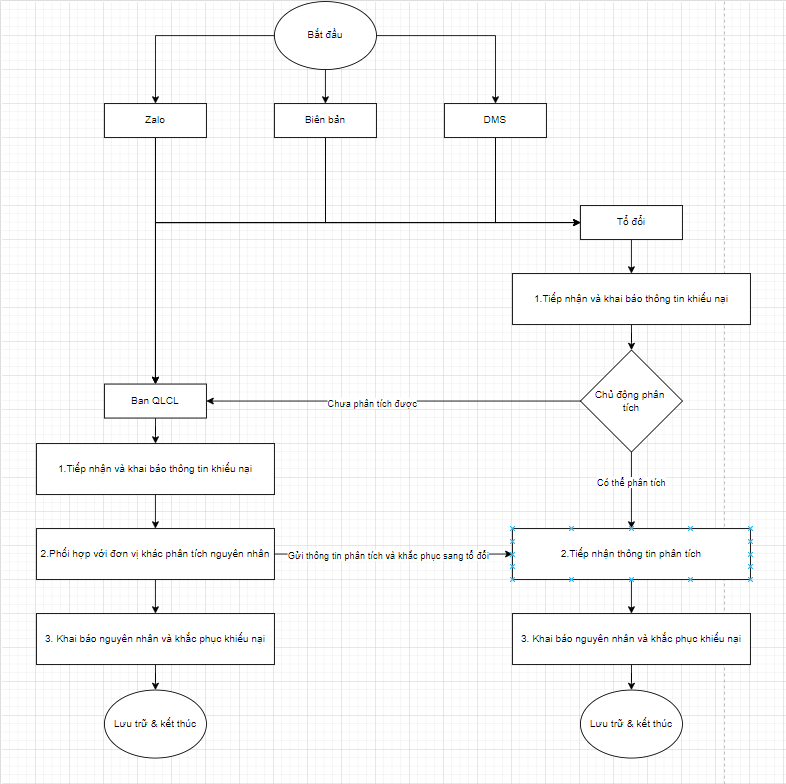 Bắt đầu
Zalo
Biên bản
DMS
Tổ đổi
1.Tiếp nhận và khai báo thông tin khiếu nại
Chủ động phân
tích
Ban QLCL
Chưa phân tích được
1.Tiếp nhận và khai báo thông tin khiếu nại
Có thể phân tích
2.Phối hợp với đơn vị khác phân tích nguyên nhân
Gửi thông tin phân tích và khắc phục sang tổ đổi
2.Tiếp nhận thông tin phân tích
3. Khai báo nguyên nhân và khắc phục khiếu nại
3. Khai báo nguyên nhân và khắc phục khiếu nại
Lưu trữ & kết thúc
Lưu trữ & kết thúc